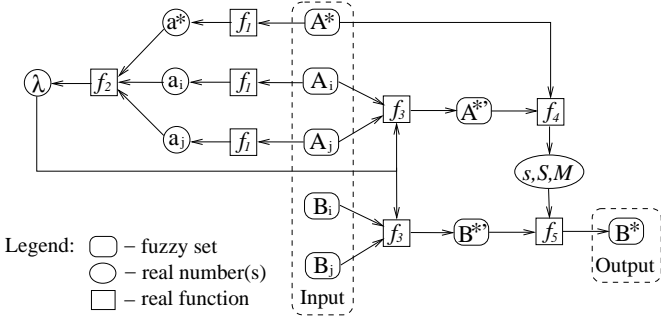 a* f1 A*
λ f2 ai f1 Ai f3 A*' f4
aj f1 Aj
s,S,M
Bi
f3 B*' f5 B*
Bj
Legend:
– fuzzy set
– real number(s)
– real function
Input
Output